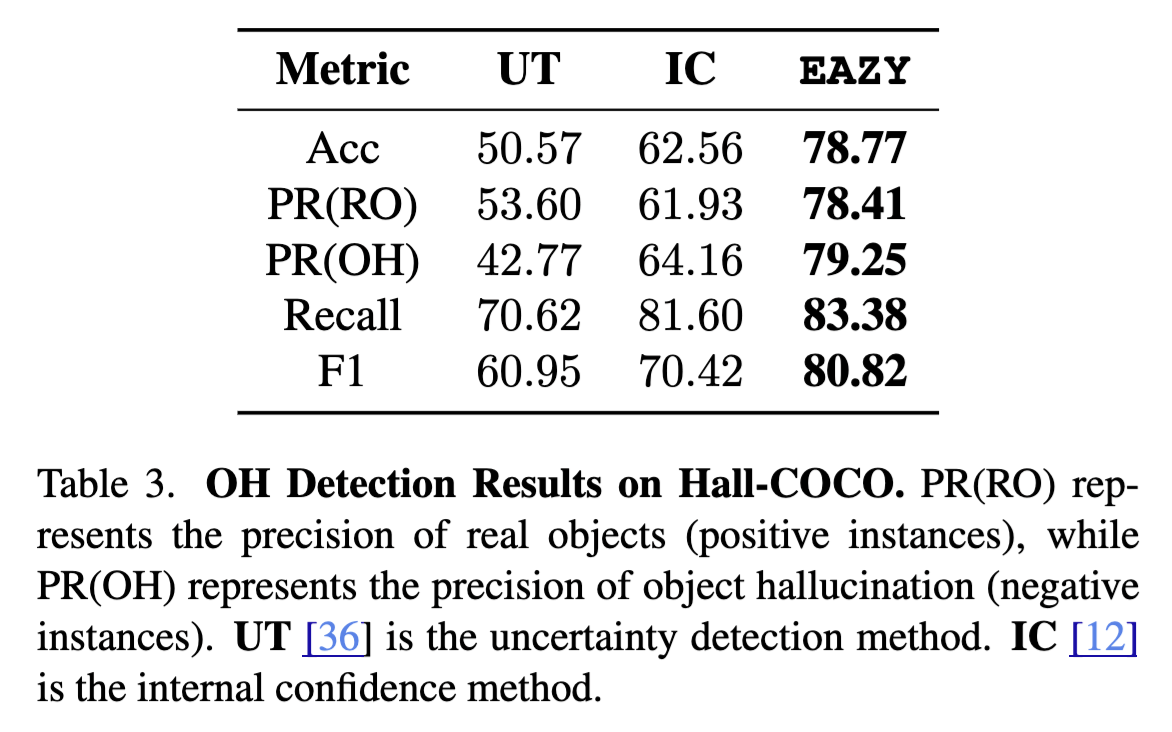 Metric UT IC EAZY
Acc 50.57 62.56 78.77
PR(RO) 53.60 61.93 78.41
PR(OH) 42.77 64.16 79.25
Recall 70.62 81.60 83.38
F1 60.95 70.42 80.82
Table 3. OH Detection Results on Hall-COCO. PR(RO) rep-
resents the precision of real objects (positive instances), while
PR(OH) represents the precision of object hallucination (negative
instances). UT [36] is the uncertainty detection method. IC [12]
is the internal confidence method.